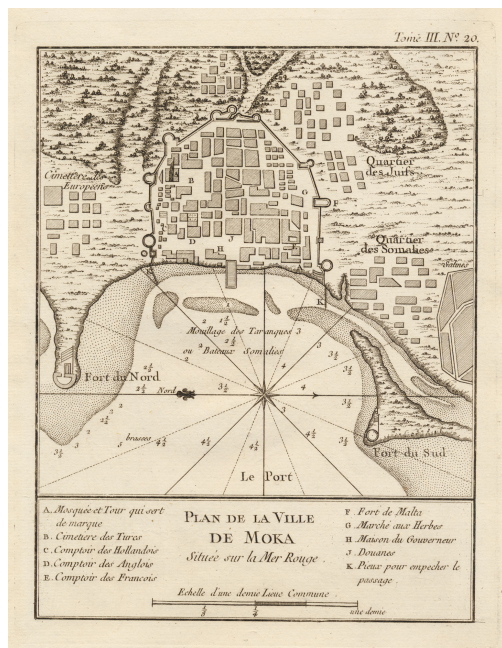 Tome III. Nº 20.
Cimetiere des
Européens
Quartier
des Juifs
B
G
F
Quartier
des Somalies
Salines
D
H
J
K
Mouillage des Taranques
ou Bateaux Somalies
Fort du Nord
Nord
brasses
Fort du Sud
Le Port
PLAN DE LA VILLE
DE MOKA
Située sur la Mer Rouge.
A. Mosquée et Tour qui sert
de marque
B. Cimetiere des Turcs
C. Comptoir des Hollandois
D. Comptoir des Anglois
E. Comptoir des Francois
F. Fort de Malta
G. Marché aux Herbes
H. Maison du Gouverneur
J. Douanes
K. Pieux pour empecher le
passage.
Echelle d'une demie Lieue Commune.
une demie